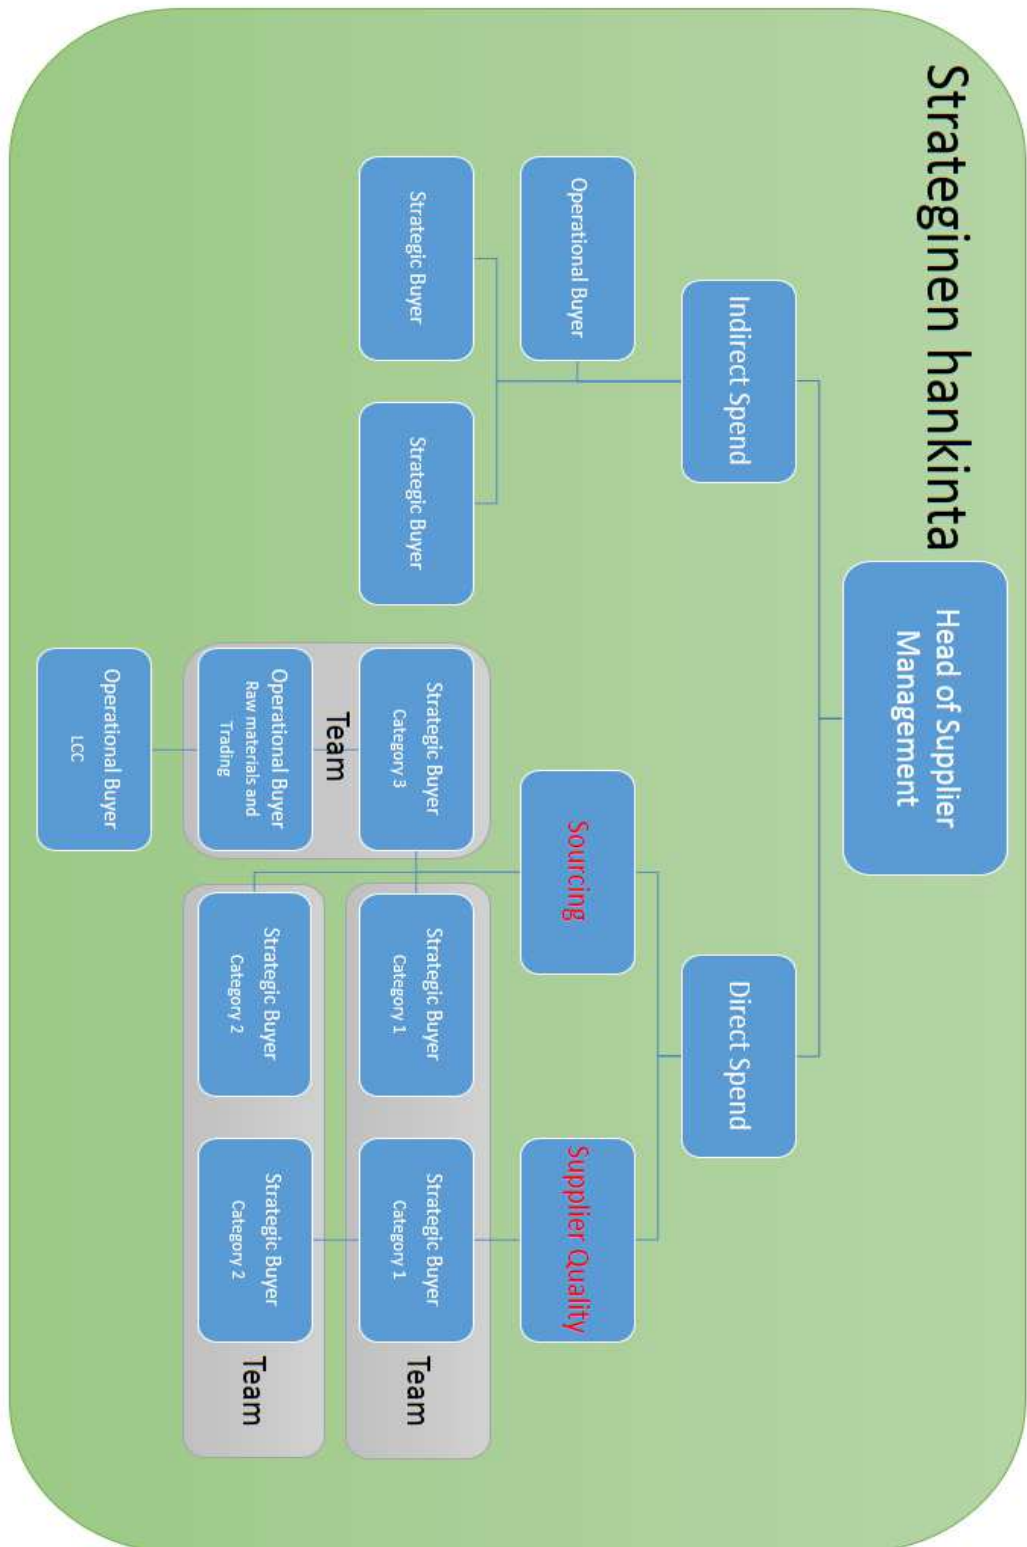 Strateginen hankinta
Head of Supplier
Management
Indirect Spend
Direct Spend
Operational Buyer
Sourcing
Supplier Quality
Strategic Buyer
Strategic Buyer
Strategic Buyer
Category 3
Team
Operational Buyer
Raw materials and
Trading
Operational Buyer
LCC
Strategic Buyer
Category 1
Strategic Buyer
Category 1
Team
Strategic Buyer
Category 2
Strategic Buyer
Category 2
Team